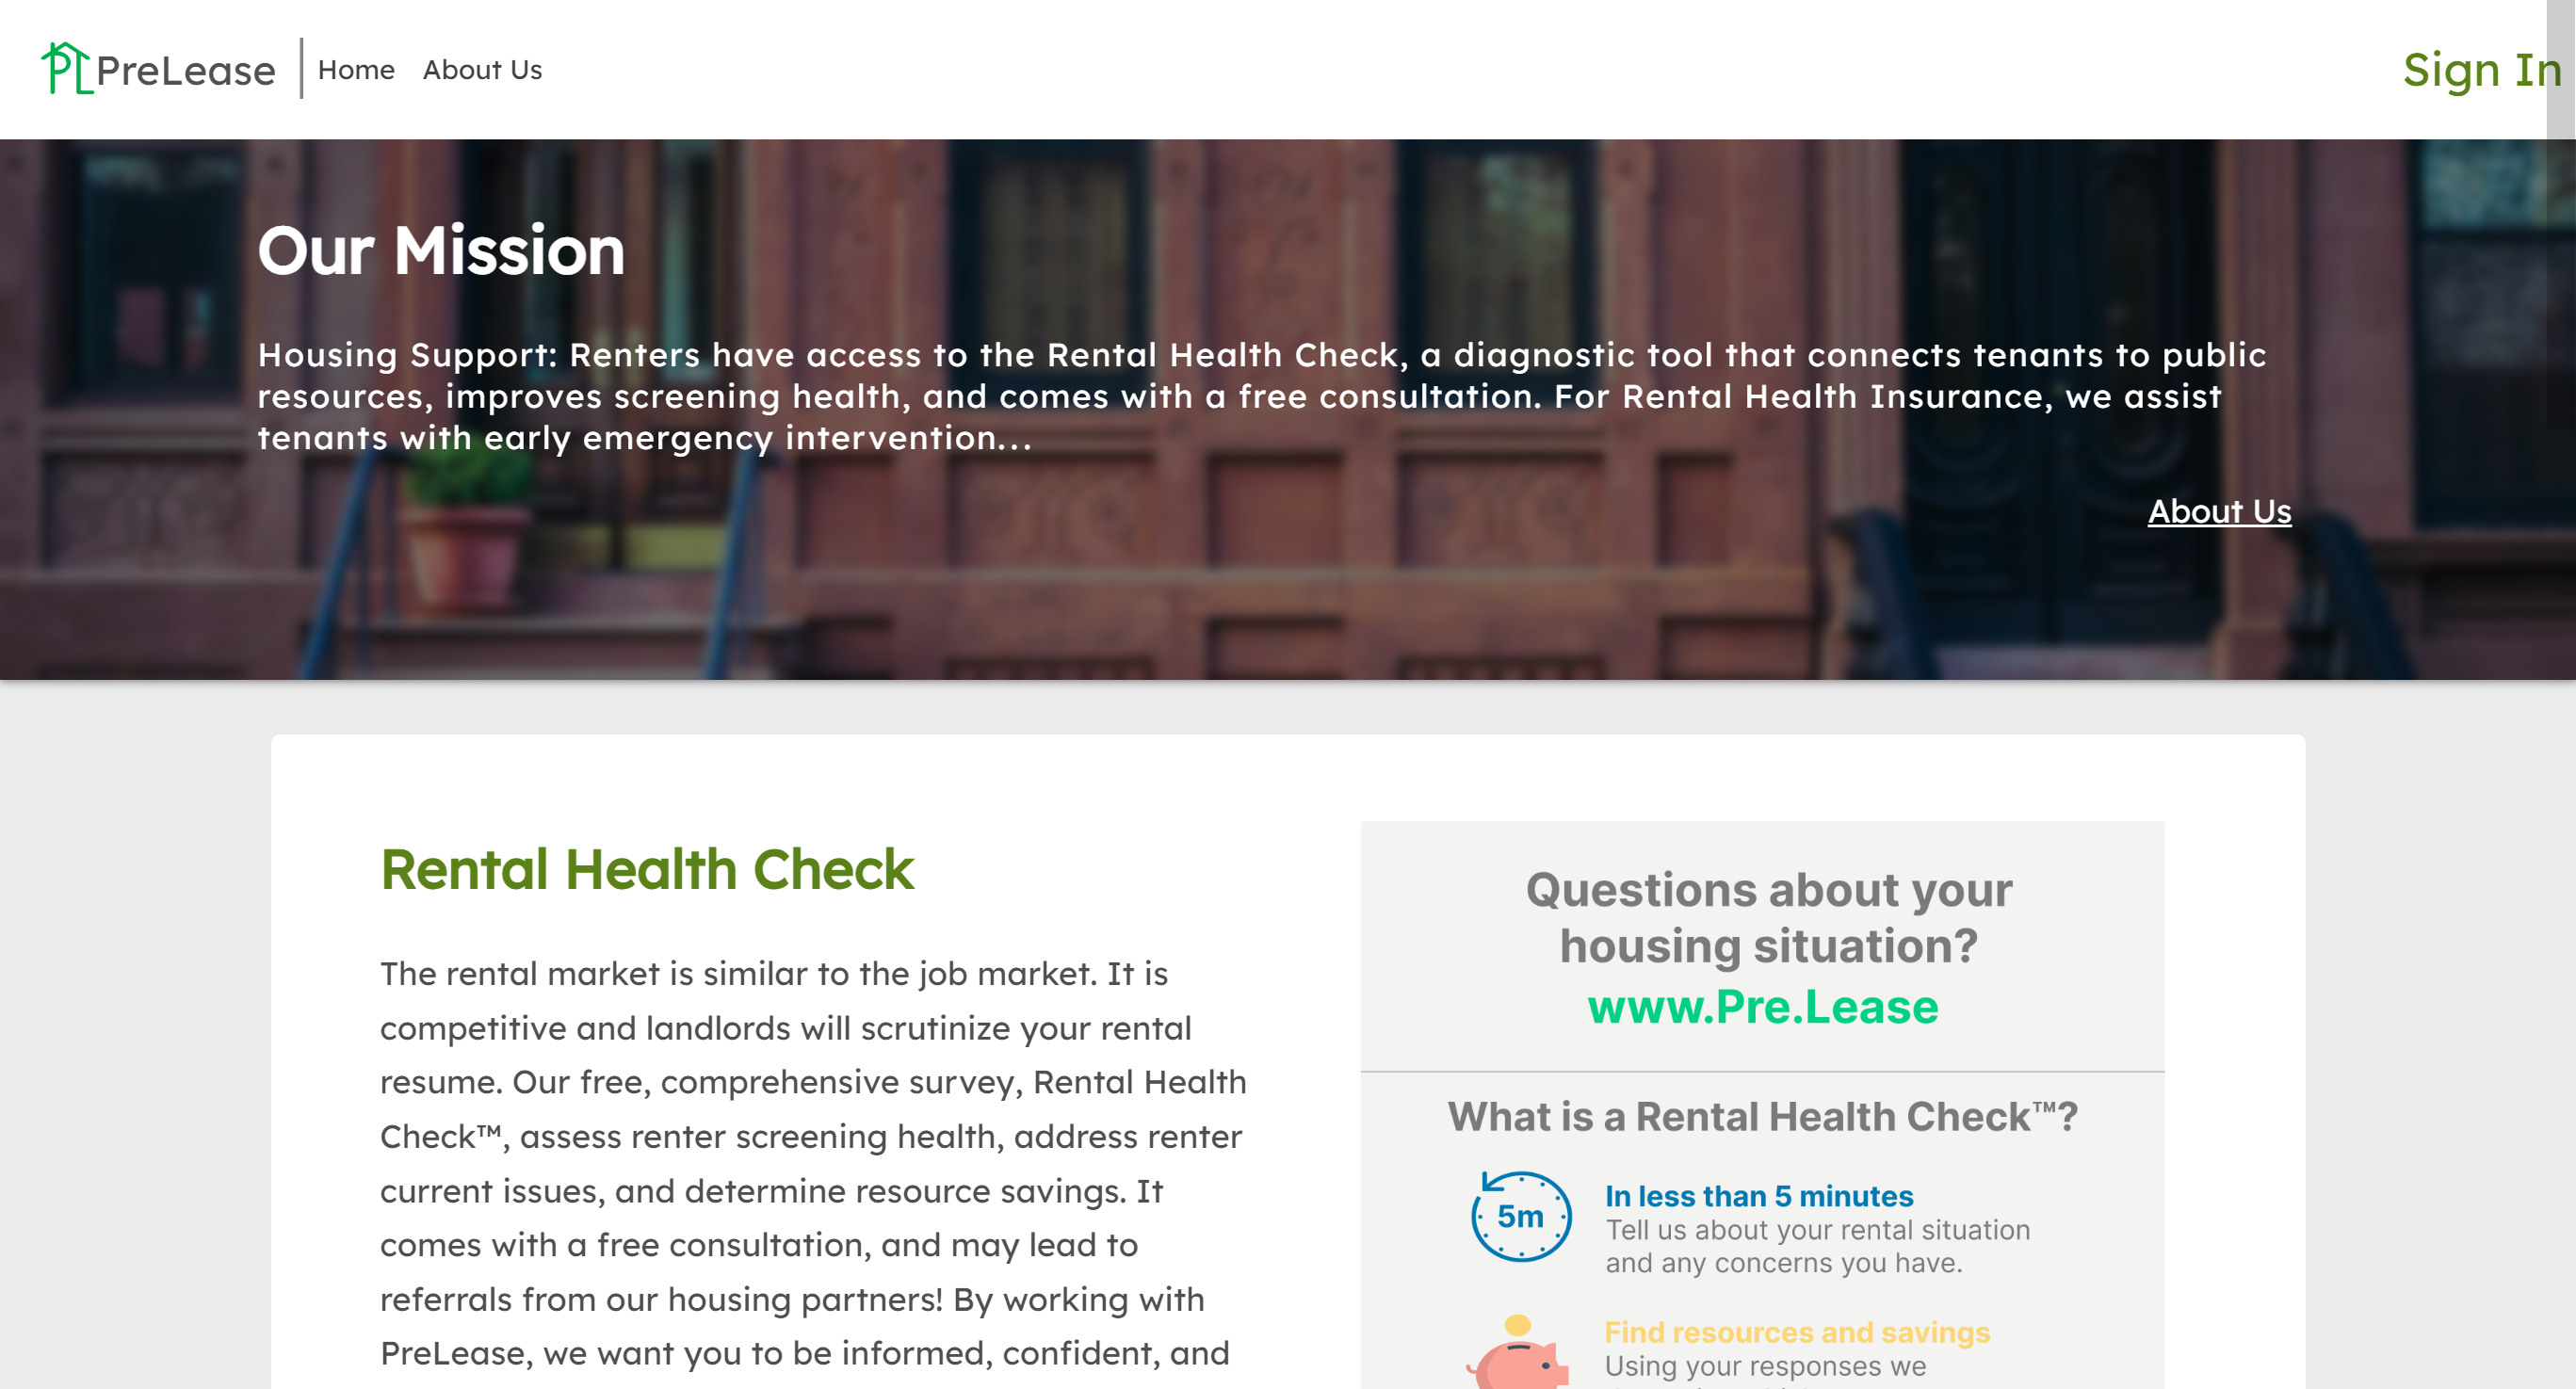 PreLease
Home
About Us
Sign In
Our Mission
Housing Support: Renters have access to the Rental Health Check, a diagnostic tool that connects tenants to public
resources, improves screening health, and comes with a free consultation. For Rental Health Insurance, we assist
tenants with early emergency intervention...
About Us
Rental Health Check
The rental market is similar to the job market. It is
competitive and landlords will scrutinize your rental
resume. Our free, comprehensive survey, Rental Health
Check™, assess renter screening health, address renter
current issues, and determine resource savings. It
comes with a free consultation, and may lead to
referrals from our housing partners! By working with
PreLease, we want you to be informed, confident, and
Questions about your
housing situation?
www.Pre.Lease
What is a Rental Health Check™?
5m
In less than 5 minutes
Tell us about your rental situation
and any concerns you have.
Find resources and savings
Using your responses we